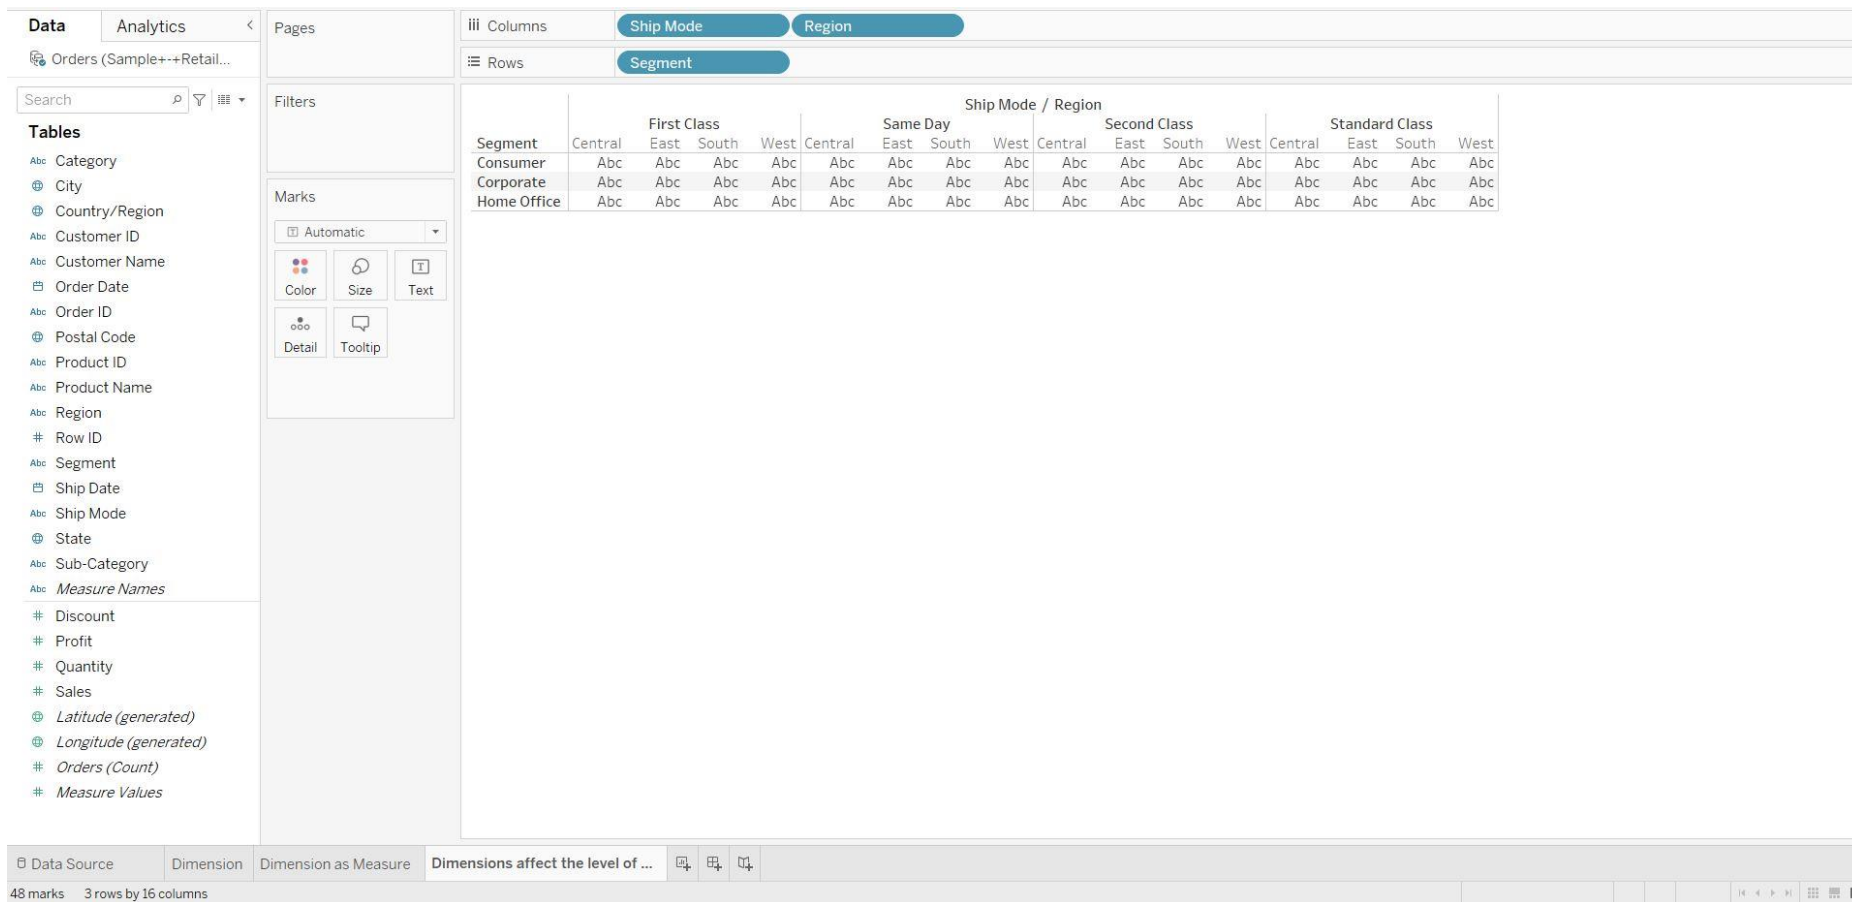 Data Analytics <
Orders (Sample+-+Retail...
Search
Tables
Abc Category
City
Country/Region
Abc Customer ID
Abc Customer Name
Order Date
Abc Order ID
Postal Code
Abc Product ID
Abc Product Name
Abc Region
# Row ID
Abc Segment
Ship Date
Abc Ship Mode
State
Abc Sub-Category
Abc Measure Names
# Discount
# Profit
# Quantity
# Sales
Latitude (generated)
Longitude (generated)
# Orders (Count)
# Measure Values
Pages
Filters
Marks
T Automatic
Color Size T Text
Detail Tooltip
iii Columns Ship Mode Region
Rows Segment
Ship Mode / Region
First Class Same Day Second Class Standard Class
Segment Central East South West Central East South West Central East South West Central East South West
Consumer Abc Abc Abc Abc Abc Abc Abc Abc Abc Abc Abc Abc Abc Abc Abc Abc
Corporate Abc Abc Abc Abc Abc Abc Abc Abc Abc Abc Abc Abc Abc Abc Abc Abc
Home Office Abc Abc Abc Abc Abc Abc Abc Abc Abc Abc Abc Abc Abc Abc Abc Abc
Data Source Dimension Dimension as Measure Dimensions affect the level of ...
48 marks 3 rows by 16 columns